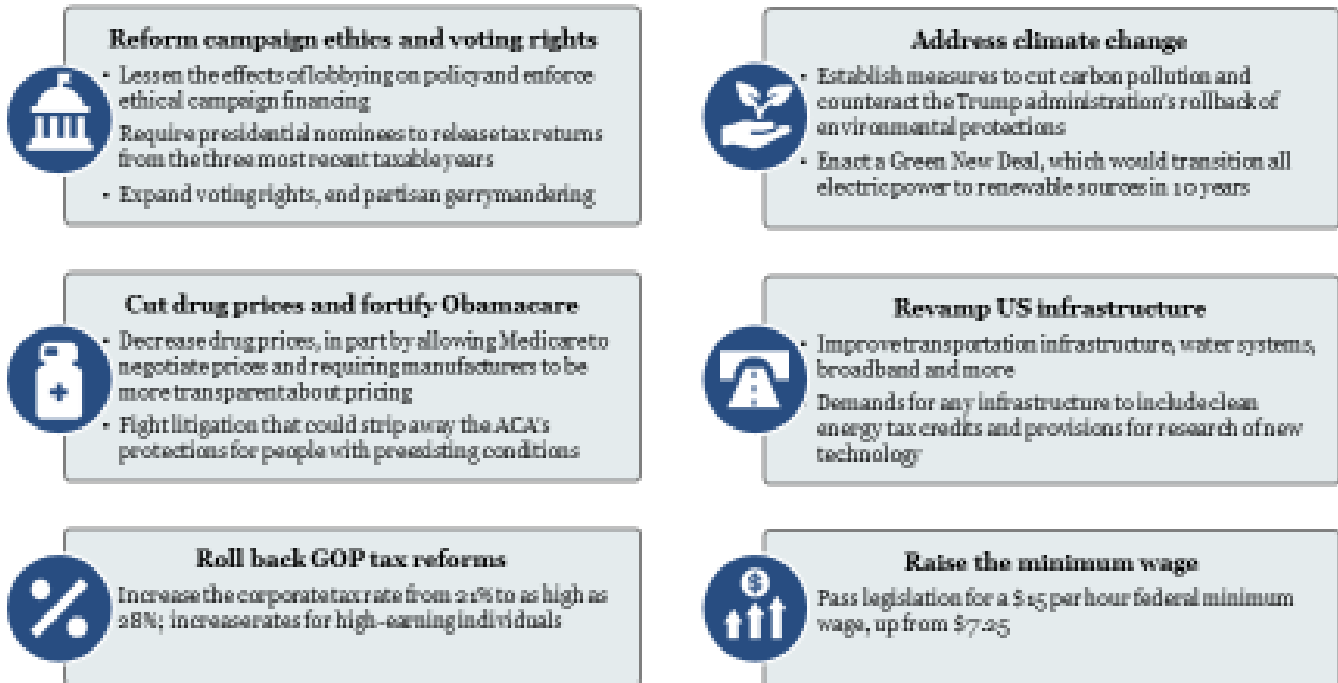 Reform campaign ethics and voting rights
• Lessen the effects of lobbying on policy and enforce
ethical campaign financing
Require presidential nominees to release tax returns
from the three most recent taxable years
• Expand voting rights, end partisan gerrymandering
Address climate change
• Establish measures to cut carbon pollution and
counteract the Trump administration's rollback of
environmental protections
• Enact a Green New Deal, which would transition all
electric power to renewable sources in 10 years
Cut drug prices and fortify Obamacare
• Decrease drug prices, in part by allowing Medicare to
negotiate prices and requiring manufacturers to be
more transparent about pricing
• Fight litigation that could strip away the ACA's
protections for people with preexisting conditions
Revamp US infrastructure
• Improve transportation infrastructure, water systems,
broadband and more
Demands for any infrastructure to include clean
energy tax credits and provisions for research of new
technology
Roll back GOP tax reforms
Increase the corporate tax rate from 21% to as high as
28%; increase rates for high-earning individuals
Raise the minimum wage
$
Pass legislation for a $15 per hour federal minimum
wage, up from $7.25